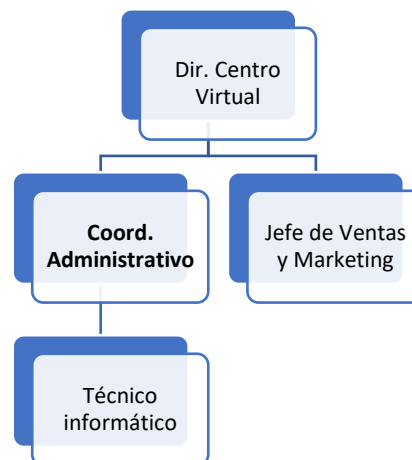 Dir. Centro
Virtual
Coord.
Administrativo
Jefe de Ventas
y Marketing
Técnico
informático